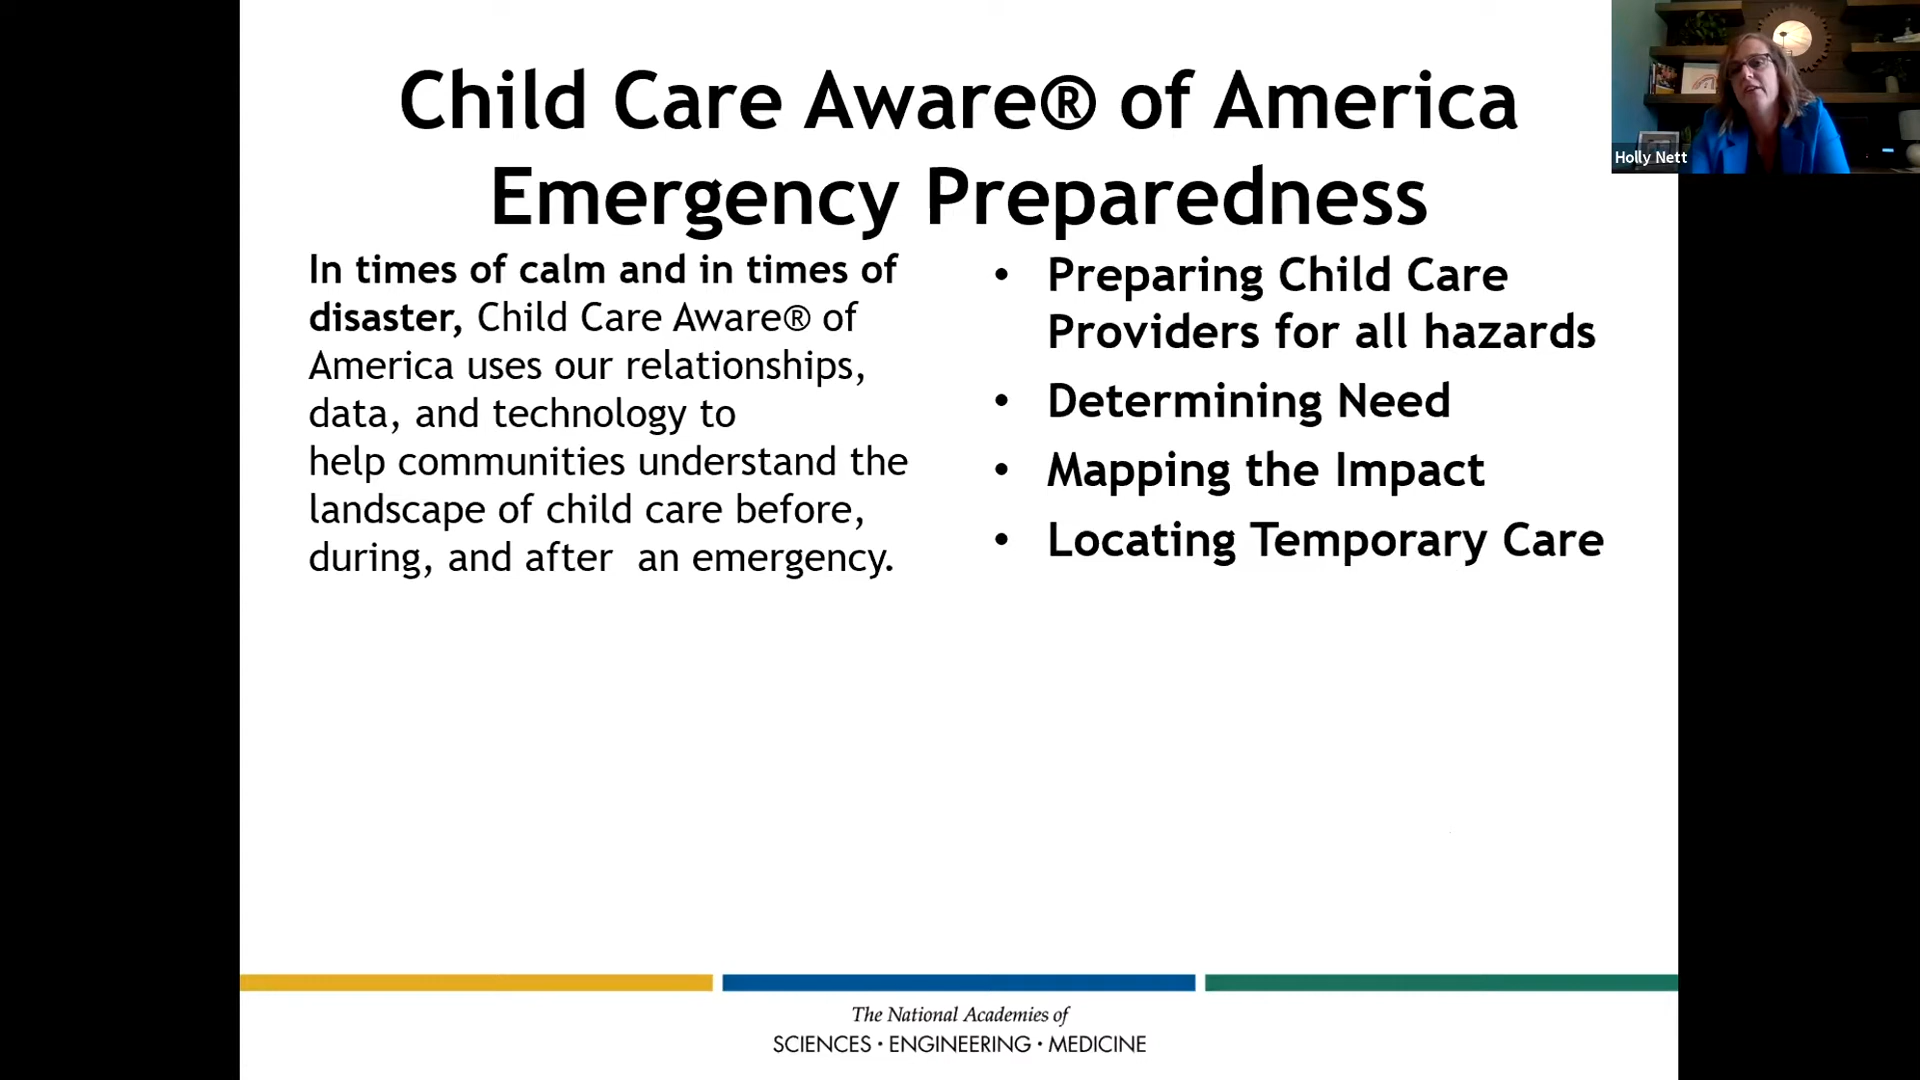 Child Care Aware® of America
Emergency Preparedness
In times of calm and in times of
disaster, Child Care Aware® of
America uses our relationships,
data, and technology to
help communities understand the
landscape of child care before,
during, and after  an emergency.
• Preparing Child Care
Providers for all hazards
• Determining Need
• Mapping the Impact
• Locating Temporary Care
Holly Nett
The National Academies of
SCIENCES · ENGINEERING · MEDICINE